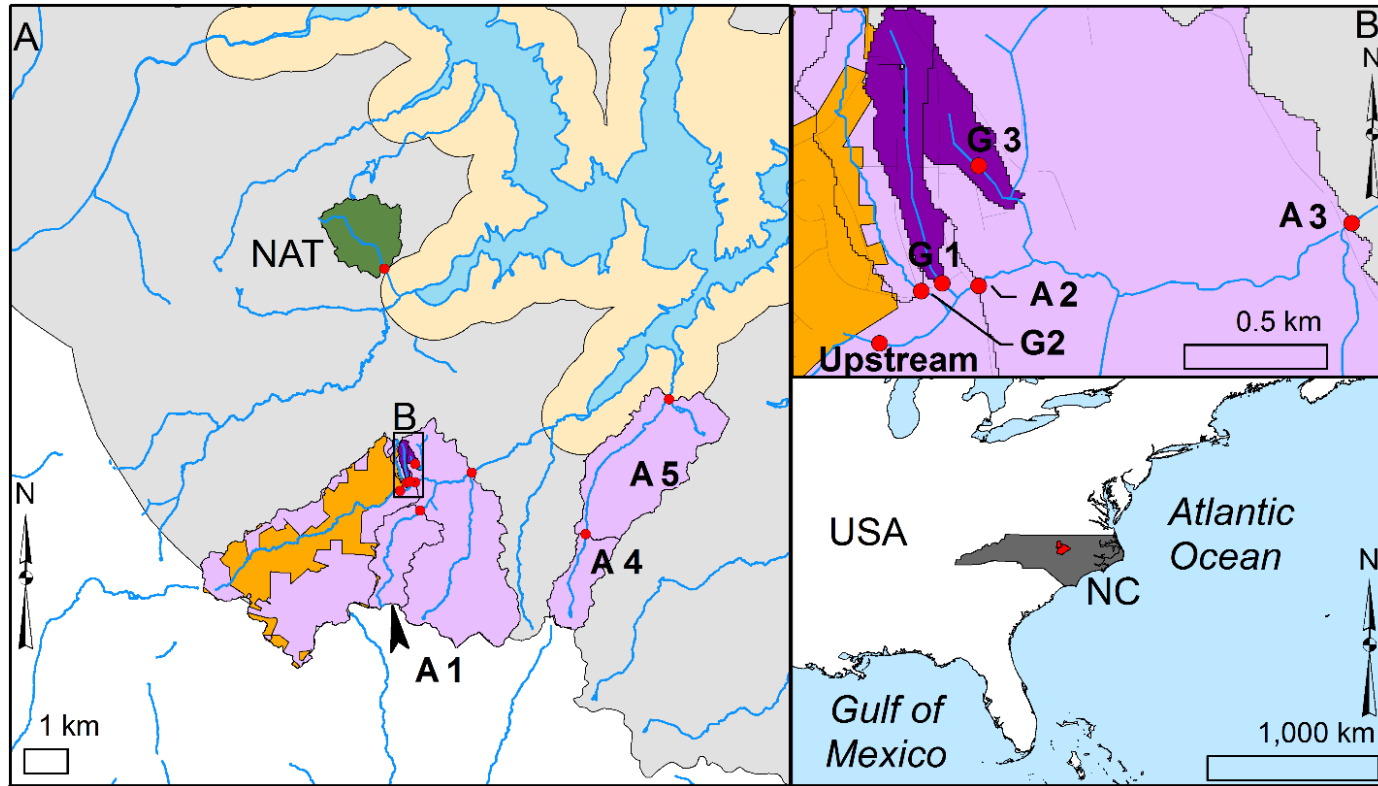 A
NAT
B
A 5
A 4
A 1
N
1 km
B
N
G 3
A 3
G 1
A 2
G2
Upstream
0.5 km
USA
Atlantic
Ocean
NC
N
Gulf of
Mexico
1,000 km